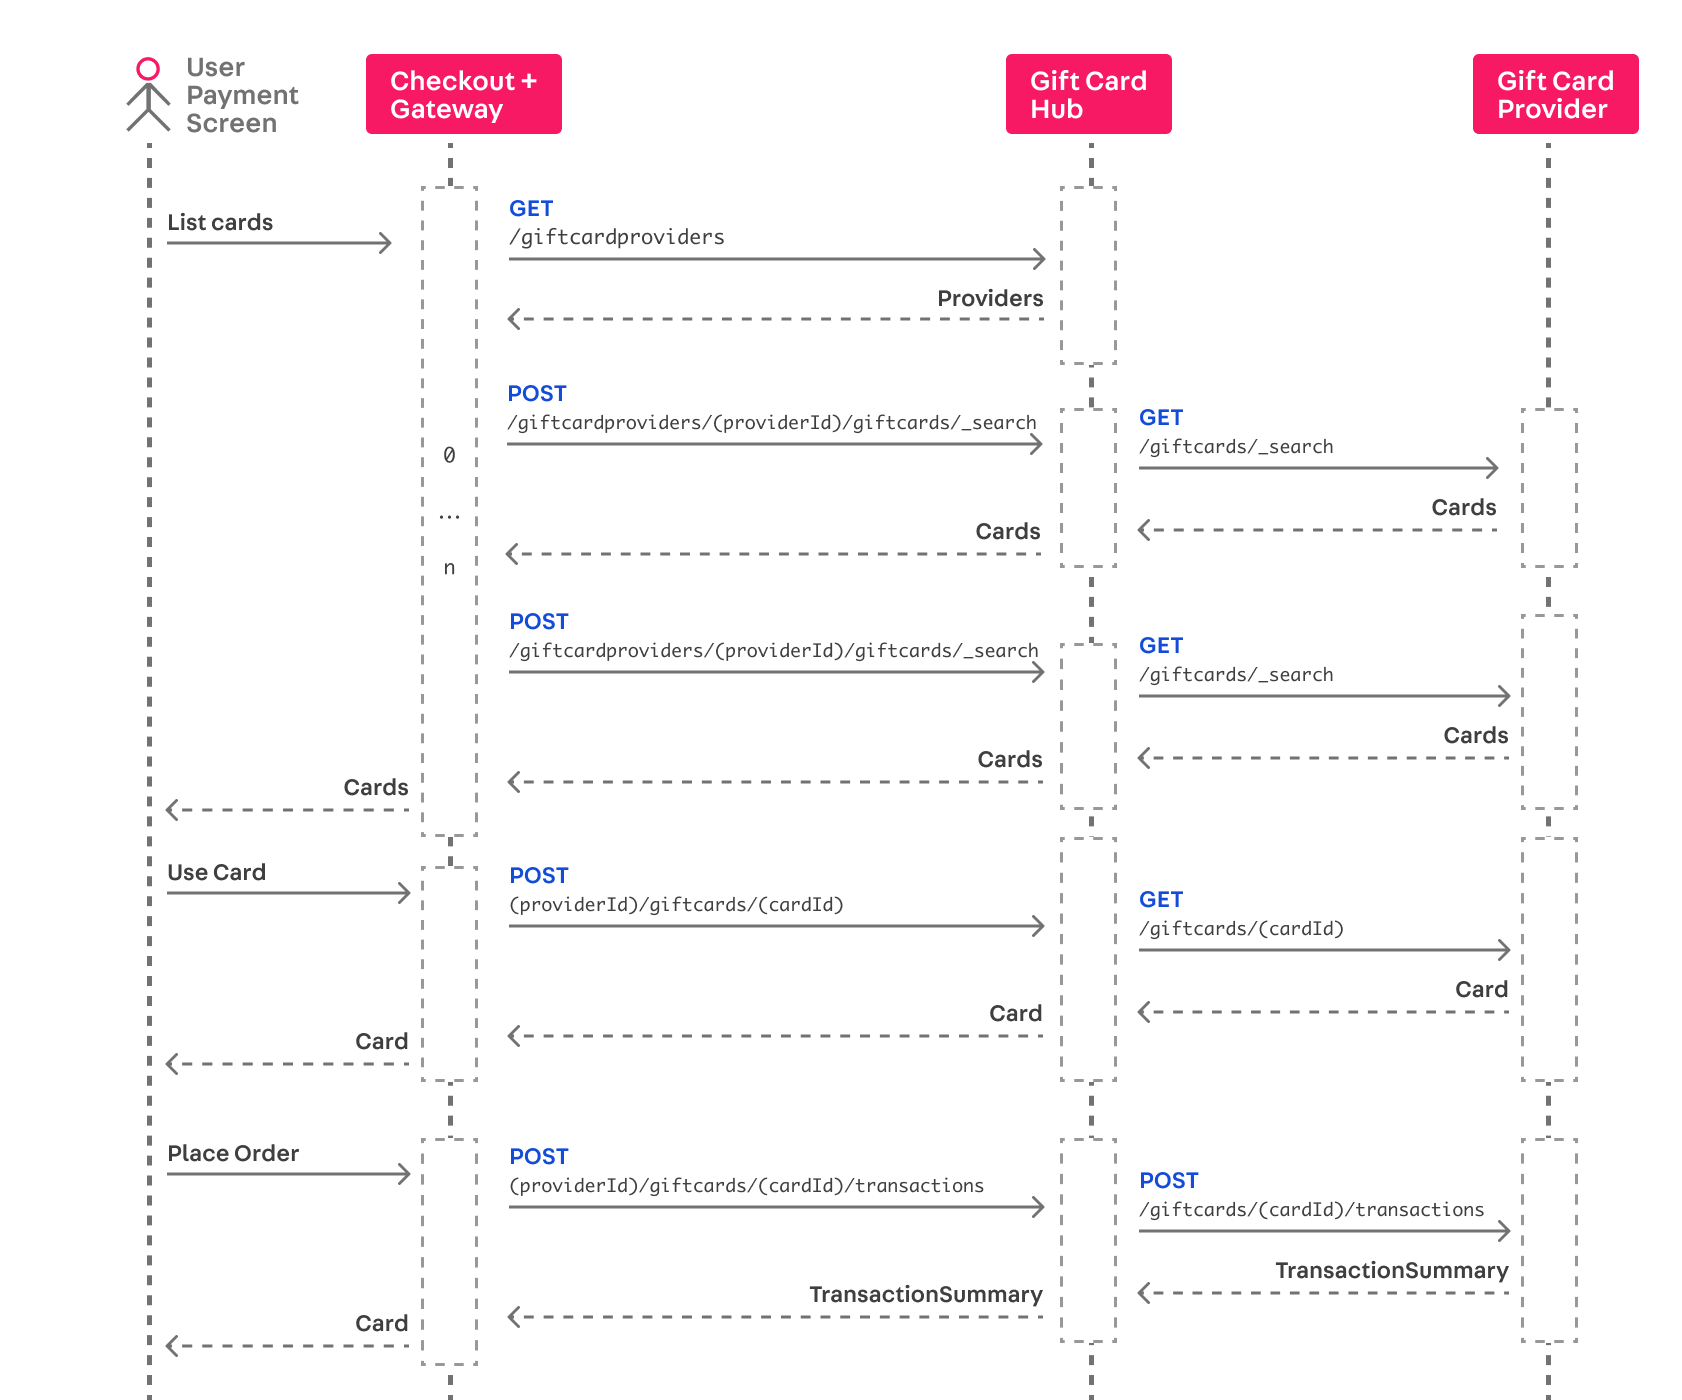 User
Payment
Screen
Checkout +
Gateway
Gift Card
Hub
Gift Card
Provider
List cards
GET
/giftcardproviders
Providers
POST
/giftcardproviders/(providerId)/giftcards/_search
GET
/giftcards/_search
0
...
n
Cards
Cards
POST
/giftcardproviders/(providerId)/giftcards/_search
GET
/giftcards/_search
Cards
Cards
Cards
Use Card
POST
(providerId)/giftcards/(cardId)
GET
/giftcards/(cardId)
Card
Card
Card
Place Order
POST
(providerId)/giftcards/(cardId)/transactions
POST
/giftcards/(cardId)/transactions
TransactionSummary
TransactionSummary
Card